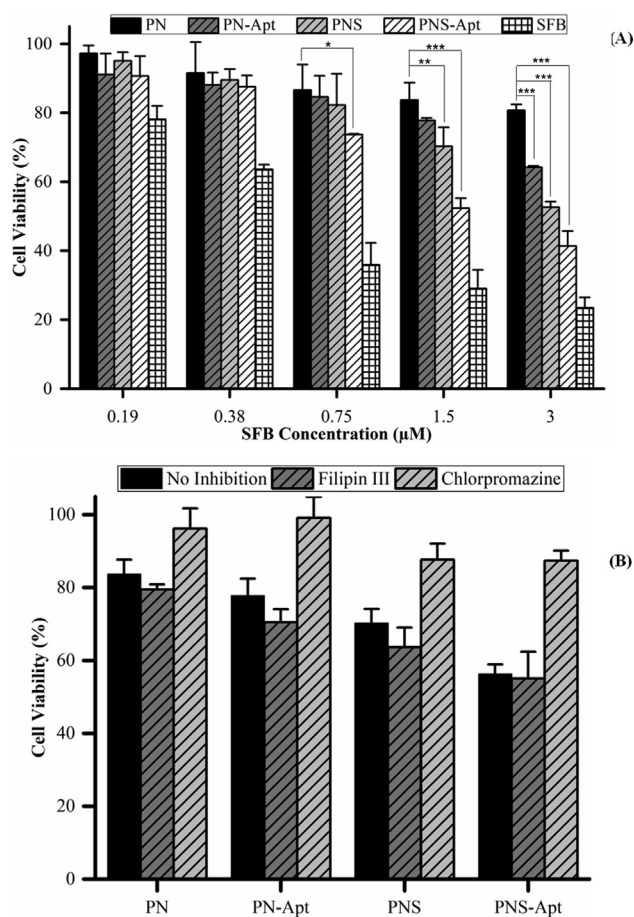 PN PN-Apt PNS PNS-Apt SFB
(A)
100
80
60
40
20
0
Cell Viability (%)
*
***
**
***
***
***
0.19 0.38 0.75 1.5 3
SFB Concentration (µM)
No Inhibition Filipin III Chlorpromazine
(B)
100
80
60
40
20
0
Cell Viability (%)
PN PN-Apt PNS PNS-Apt